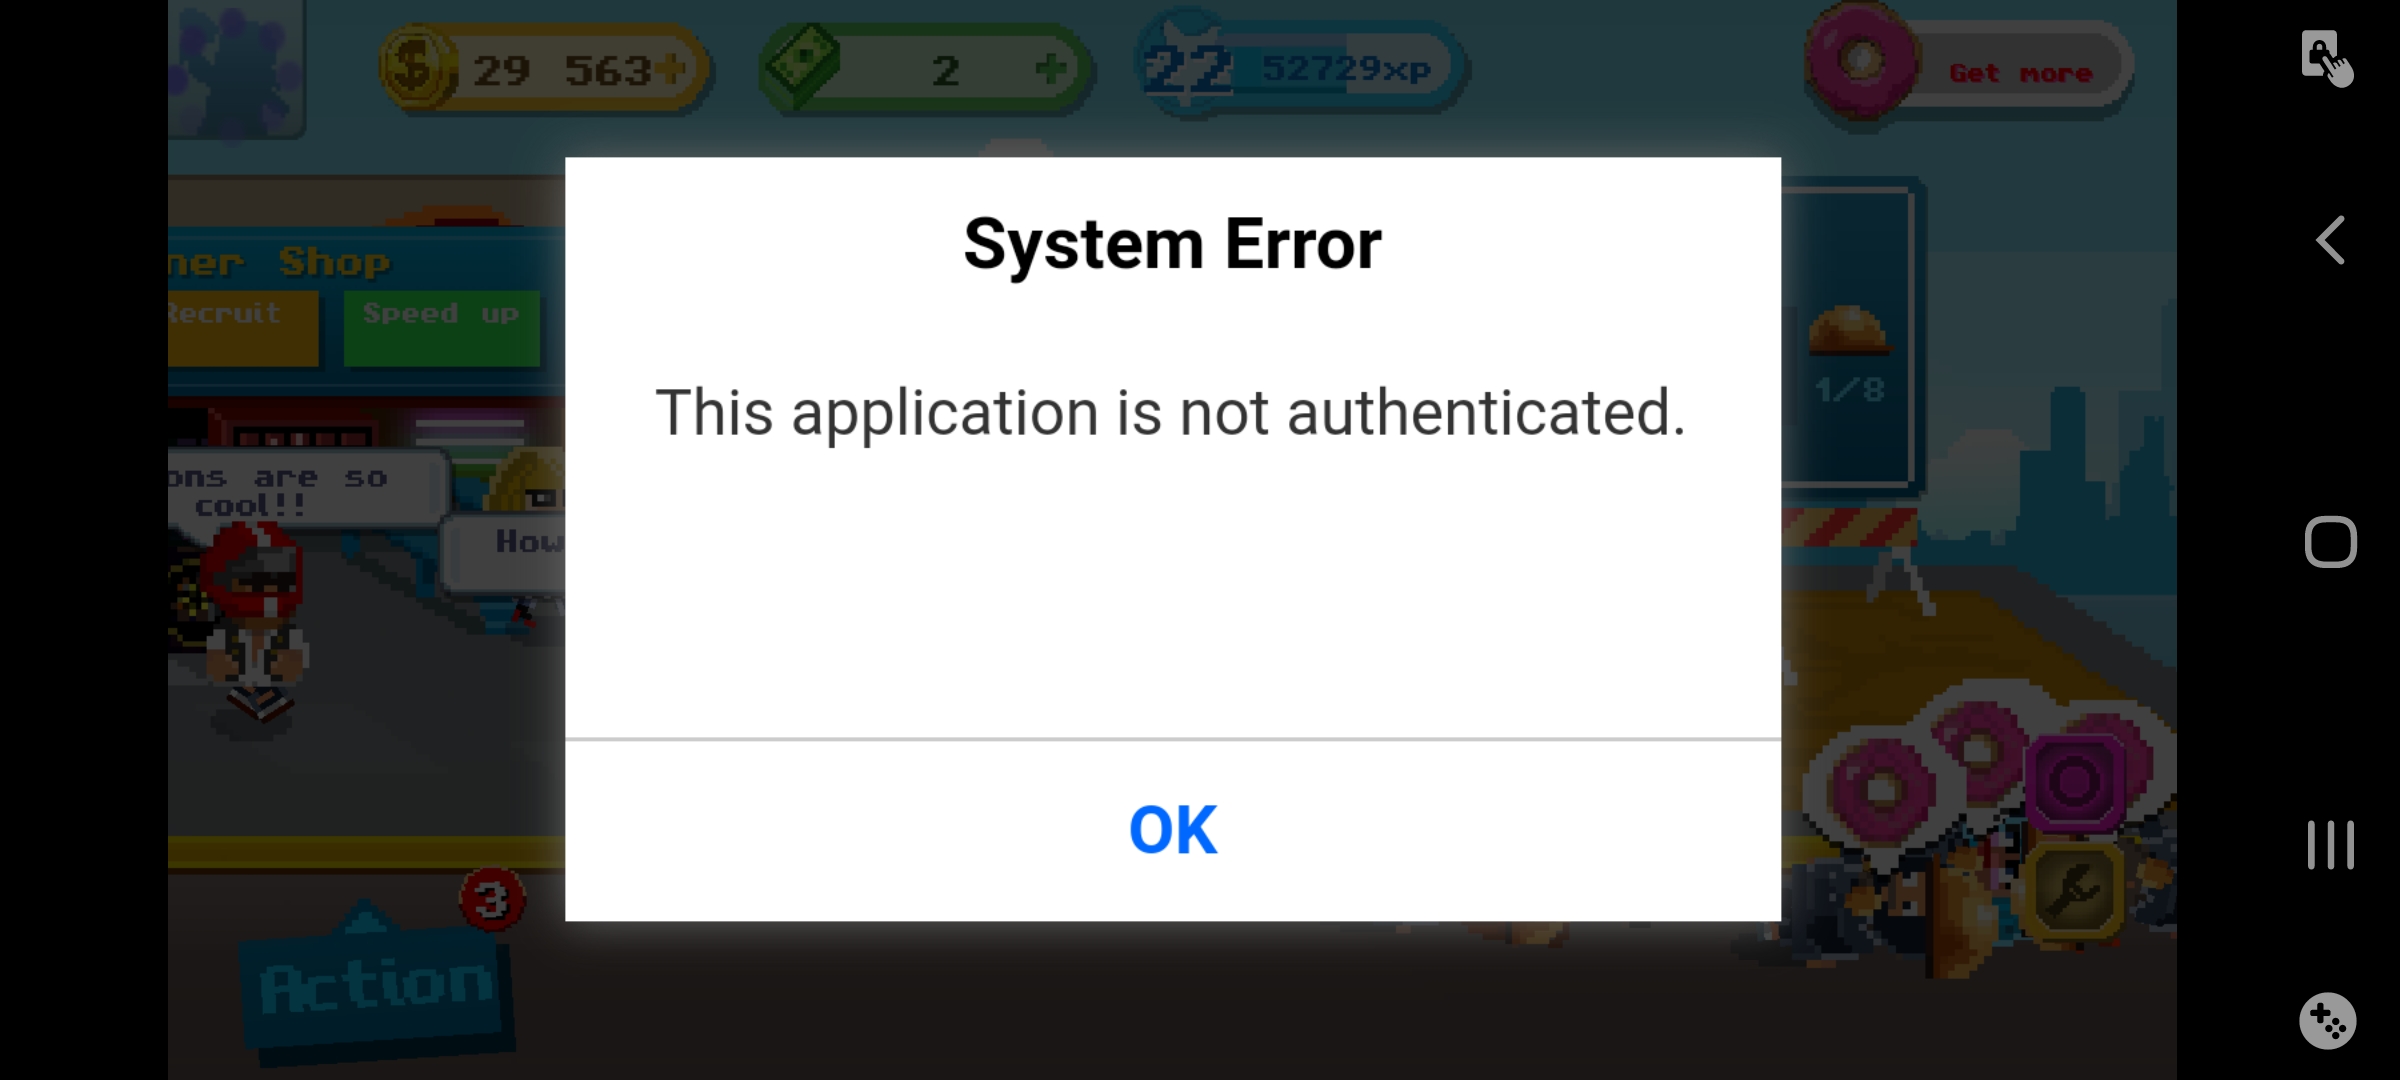 29 563
2
22 52729xp
Get more
System Error
ner Shop
Recruit
Speed up
1/8
This application is not authenticated.
ons are so
cool!!
How
OK
3
Action